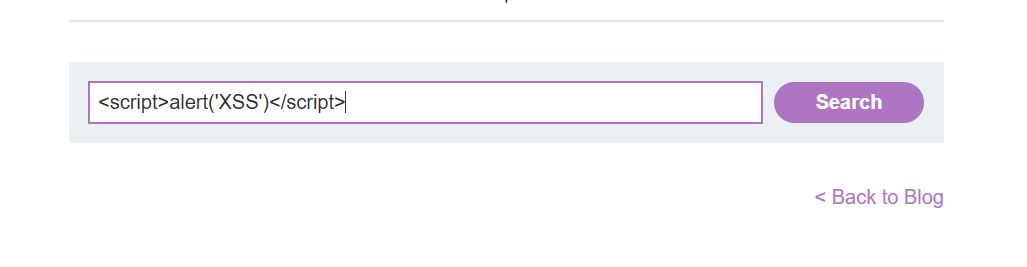 <script>alert('XSS')</script>
Search
< Back to Blog